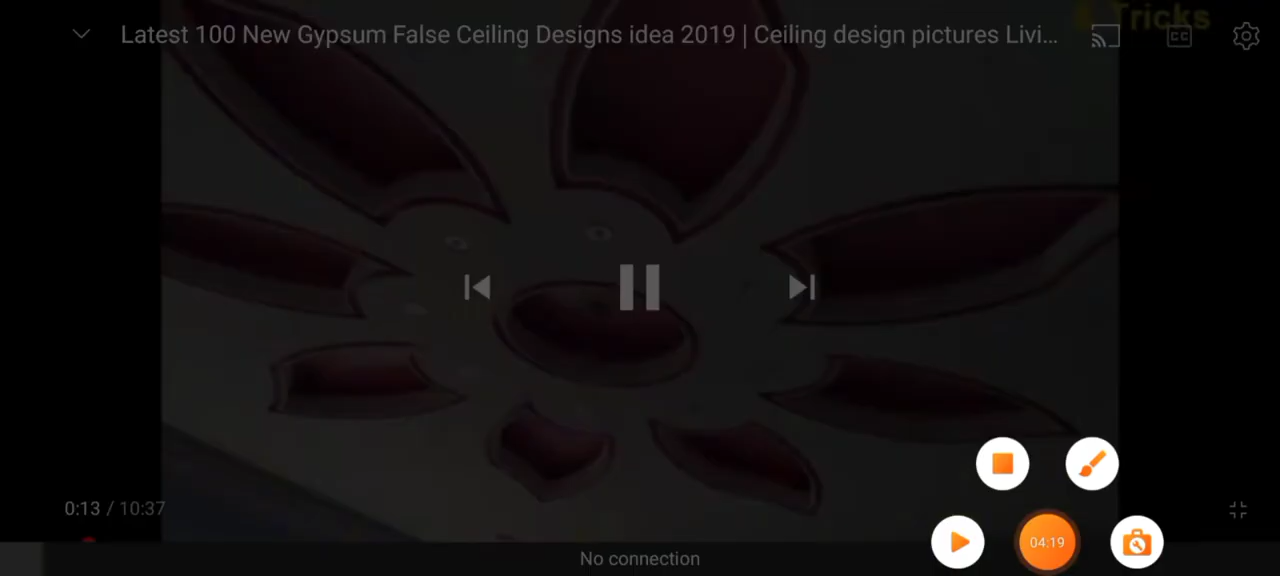 Tricks
Latest 100 New Gypsum False Ceiling Designs idea 2019 | Ceiling design pictures Livi...
CC
0:13 / 10:37
04:19
No connection